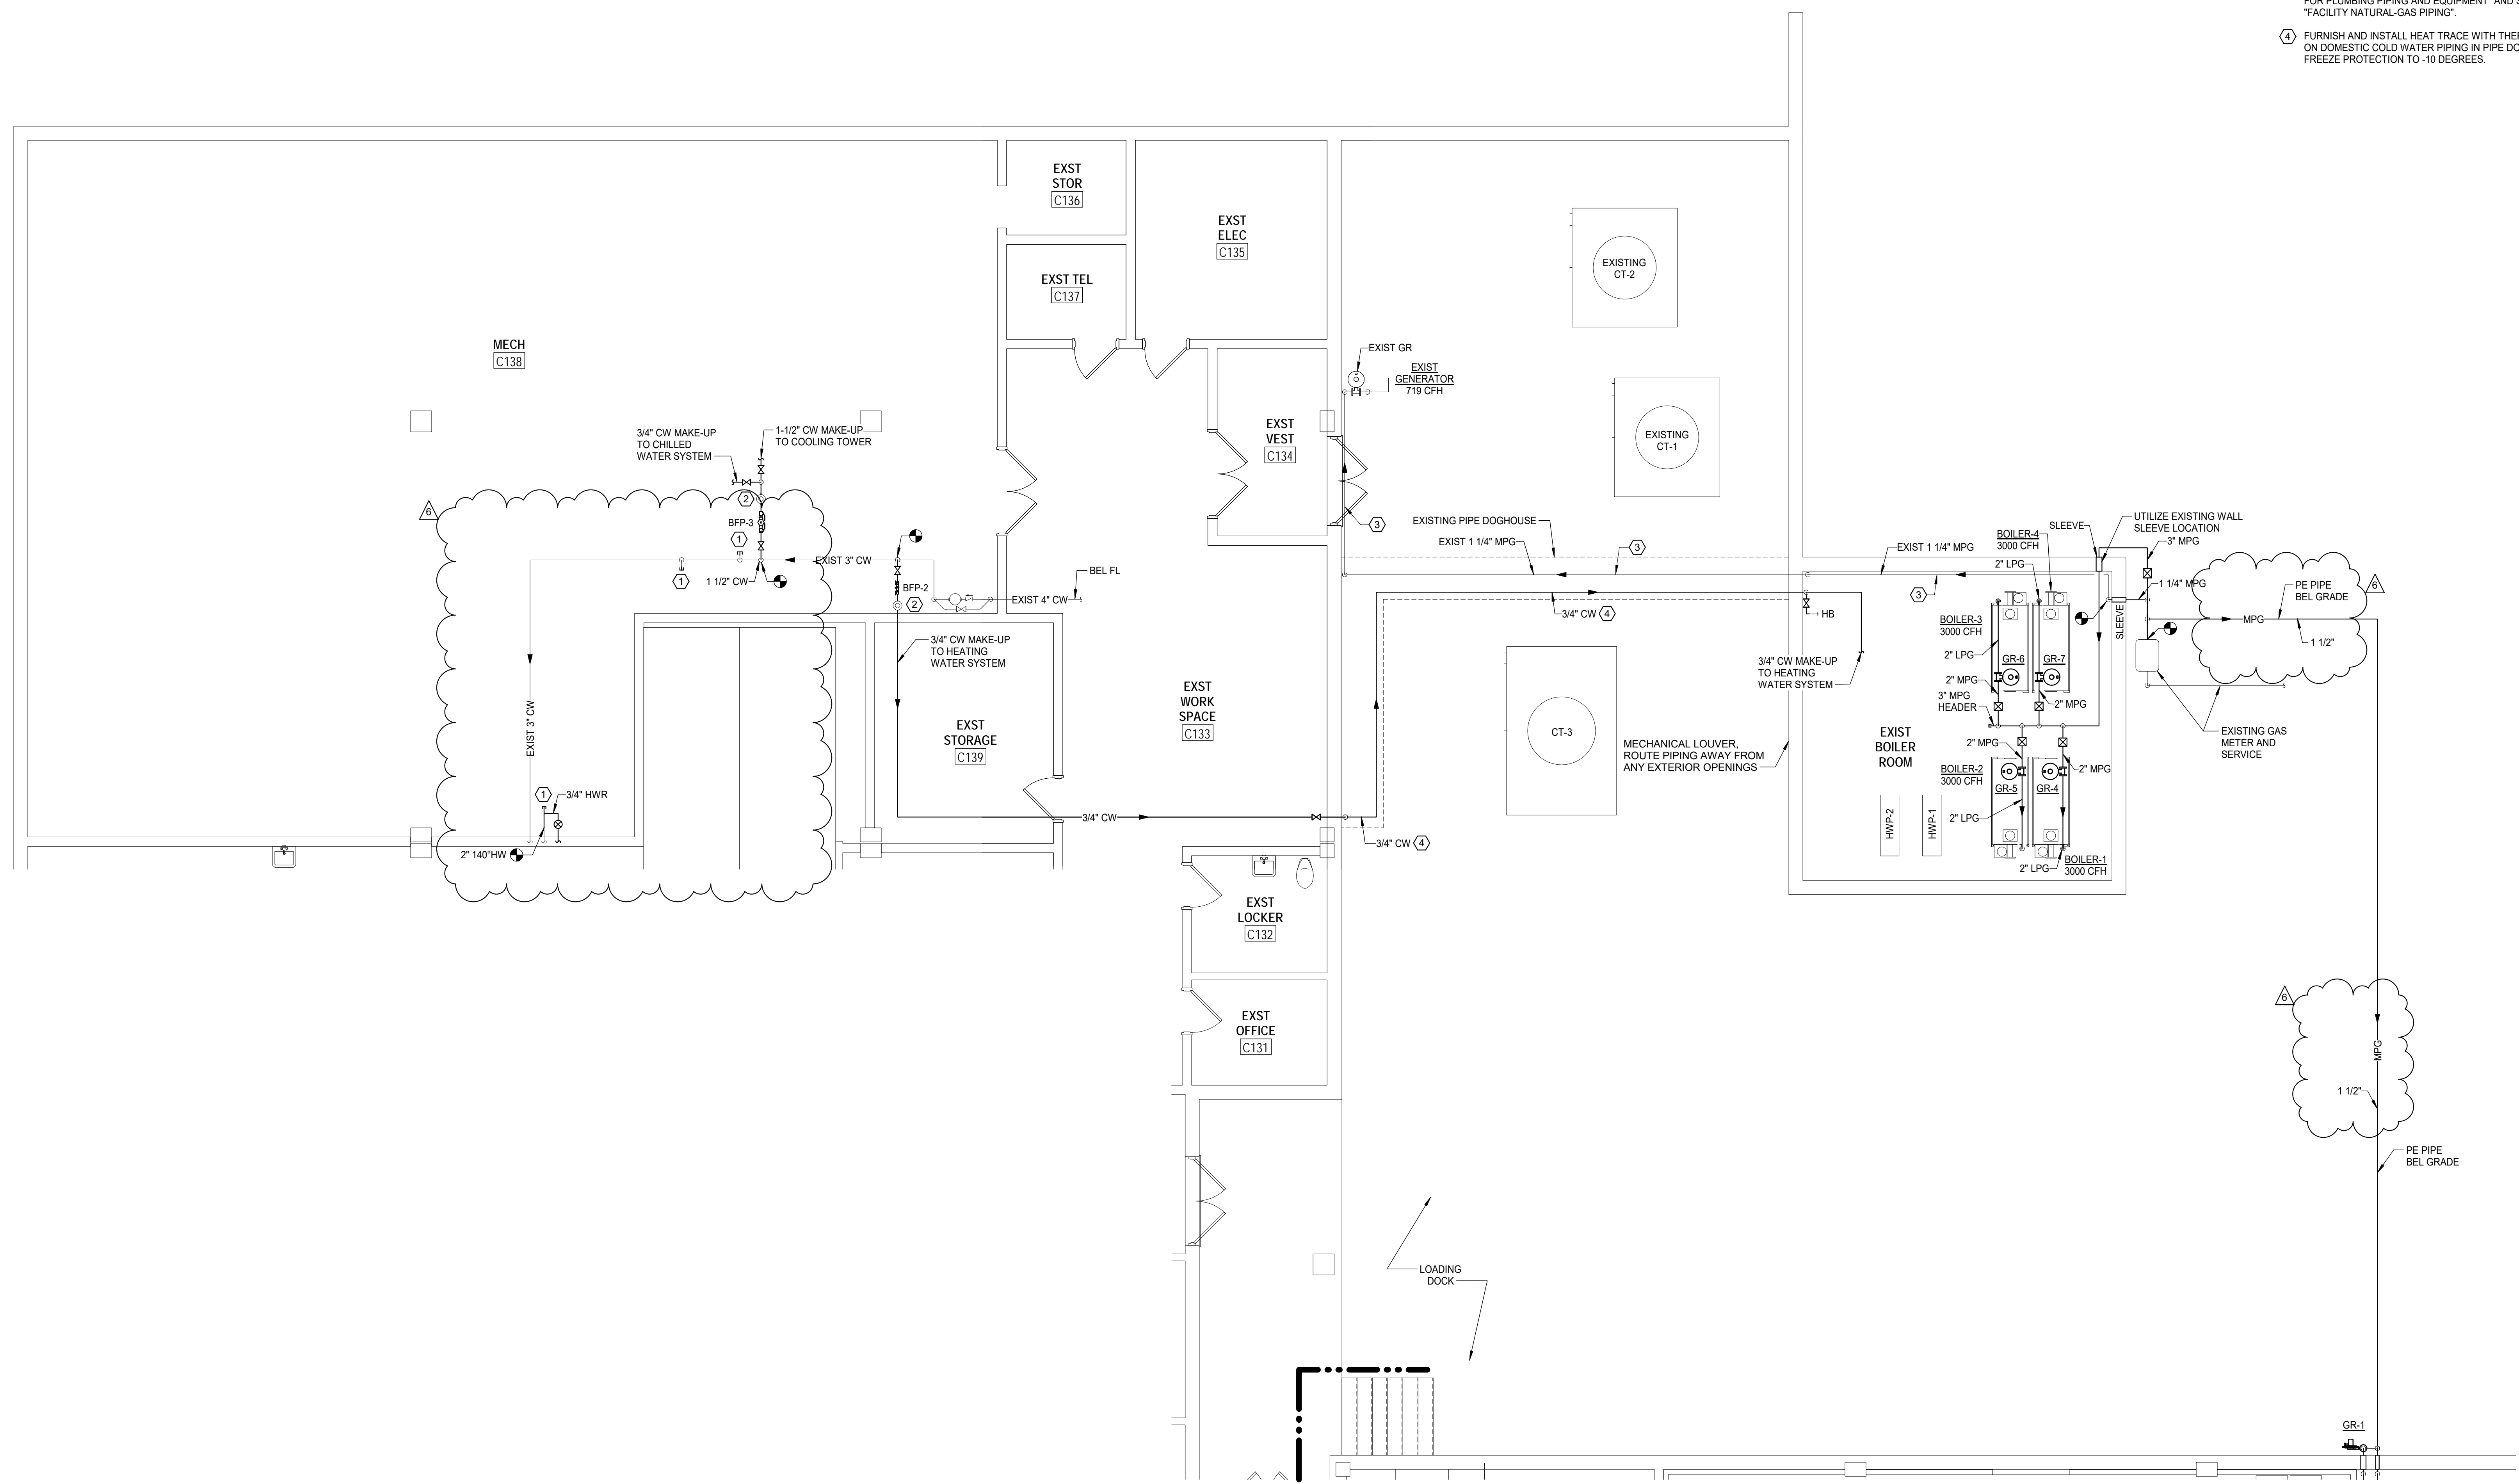 FOR PLUMBING PIPING AND EQUIPMENT" AND
"FACILITY NATURAL-GAS PIPING".
4 FURNISH AND INSTALL HEAT TRACE WITH
ON DOMESTIC COLD WATER PIPING IN PIPE
FREEZE PROTECTION TO -10 DEGREES.
EXST
STOR
C136
EXST
ELEC
C135
EXST TEL
C137
MECH
C138
EXISTING
CT-2
EXIST GR
EXIST
GENERATOR
719 CFH
EXISTING
CT-1
EXST
VEST
C134
3/4" CW MAKE-UP
TO CHILLED
WATER SYSTEM
1-1/2" CW MAKE-UP
TO COOLING TOWER
6
2
BFP-3
1
1
1 1/2" CW
EXIST 3" CW
BFP-2
2
BEL FL
EXIST 4" CW
3
EXISTING PIPE DOGHOUSE
EXIST 1 1/4" MPG
3
EXIST 1 1/4" MPG
3
3/4" CW 4
HB
3/4" CW MAKE-UP
TO HEATING
WATER SYSTEM
3/4" CW MAKE-UP
TO HEATING
WATER SYSTEM
EXIST 3" CW
1
3/4" HWR
2" 140°HW
EXST
STORAGE
C139
EXST
WORK
SPACE
C133
3/4" CW
3/4" CW 4
CT-3
MECHANICAL LOUVER,
ROUTE PIPING AWAY FROM
ANY EXTERIOR OPENINGS
EXIST
BOILER
ROOM
HWP-2
HWP-1
BOILER-4
3000 CFH
2" LPG
SLEEVE
UTILIZE EXISTING WALL
SLEEVE LOCATION
3" MPG
1 1/4" MPG
SLEEVE
BOILER-3
3000 CFH
2" LPG
GR-6
GR-7
2" MPG
3" MPG
HEADER
2" MPG
2" MPG
2" MPG
BOILER-2
3000 CFH
GR-5
GR-4
2" LPG
2" LPG
BOILER-1
3000 CFH
MPG
PE PIPE
BEL GRADE
6
1 1/2"
EXISTING GAS
METER AND
SERVICE
EXST
LOCKER
C132
EXST
OFFICE
C131
6
MPG
1 1/2"
PE PIPE
BEL GRADE
LOADING
DOCK
GR-1